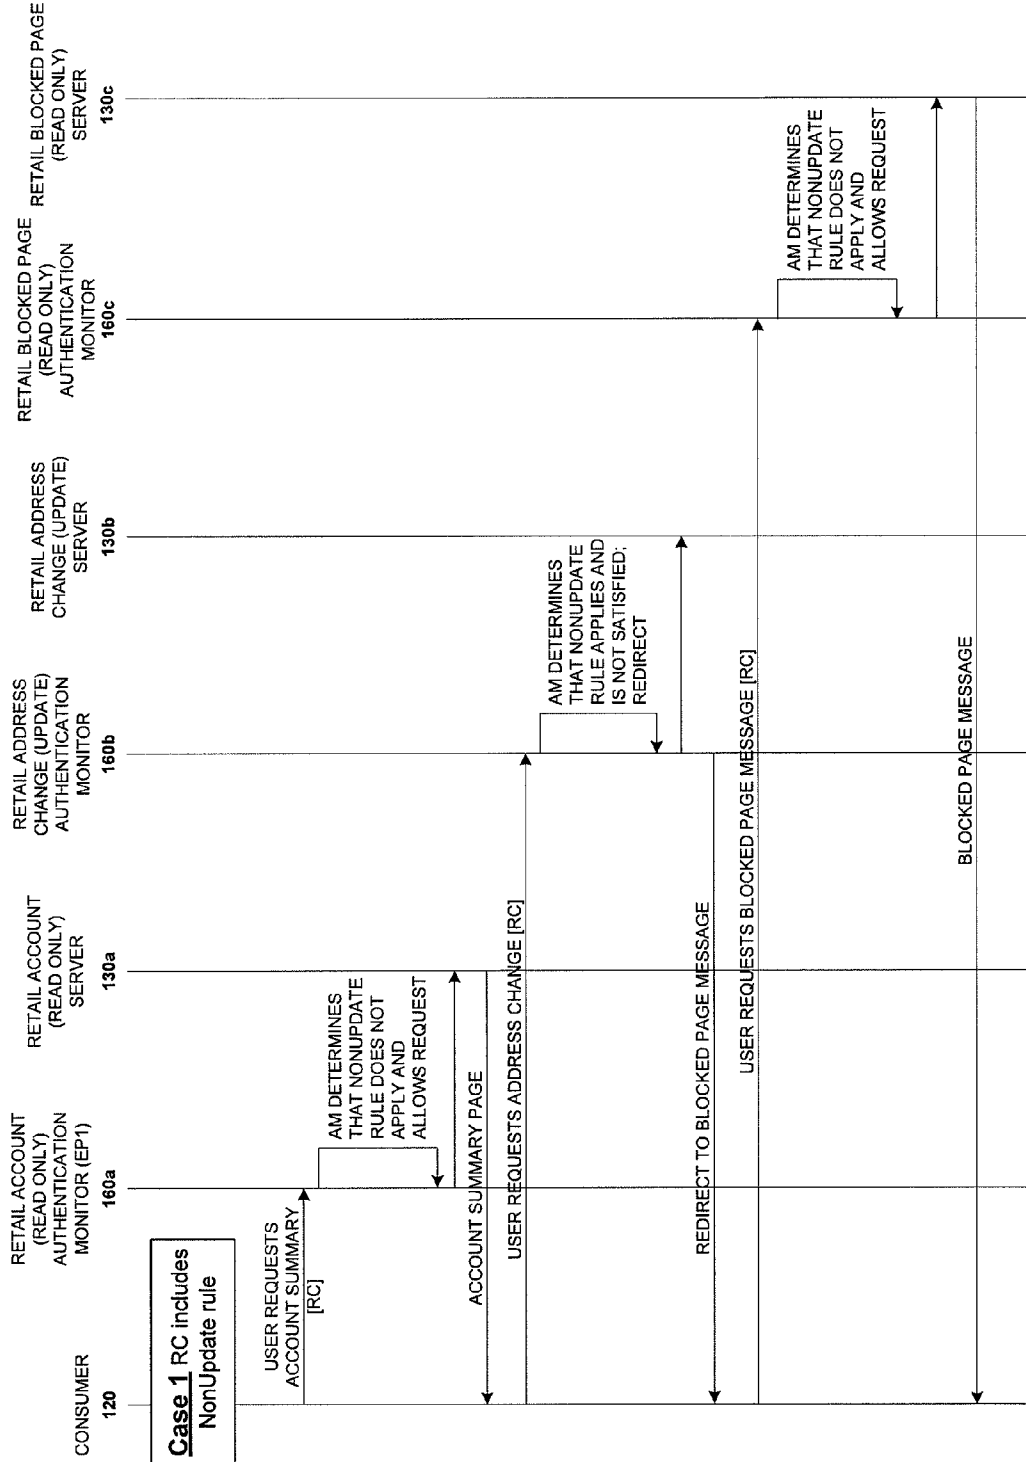 CONSUMER
120
RETAIL ACCOUNT
(READ ONLY)
AUTHENTICATION
MONITOR (EP1)
160a
RETAIL ACCOUNT
(READ ONLY)
SERVER
130a
RETAIL ADDRESS
CHANGE (UPDATE)
AUTHENTICATION
MONITOR
160b
RETAIL ADDRESS
CHANGE (UPDATE)
SERVER
130b
RETAIL BLOCKED PAGE
(READ ONLY)
AUTHENTICATION
MONITOR
160c
RETAIL BLOCKED PAGE
(READ ONLY)
SERVER
130c
Case 1 RC includes
NonUpdate rule
USER REQUESTS
ACCOUNT SUMMARY
[RC]
AM DETERMINES
THAT NONUPDATE
RULE DOES NOT
APPLY AND
ALLOWS REQUEST
ACCOUNT SUMMARY PAGE
USER REQUESTS ADDRESS CHANGE [RC]
AM DETERMINES
THAT NONUPDATE
RULE APPLIES AND
IS NOT SATISFIED;
REDIRECT
REDIRECT TO BLOCKED PAGE MESSAGE
USER REQUESTS BLOCKED PAGE MESSAGE [RC]
AM DETERMINES
THAT NONUPDATE
RULE DOES NOT
APPLY AND
ALLOWS REQUEST
BLOCKED PAGE MESSAGE